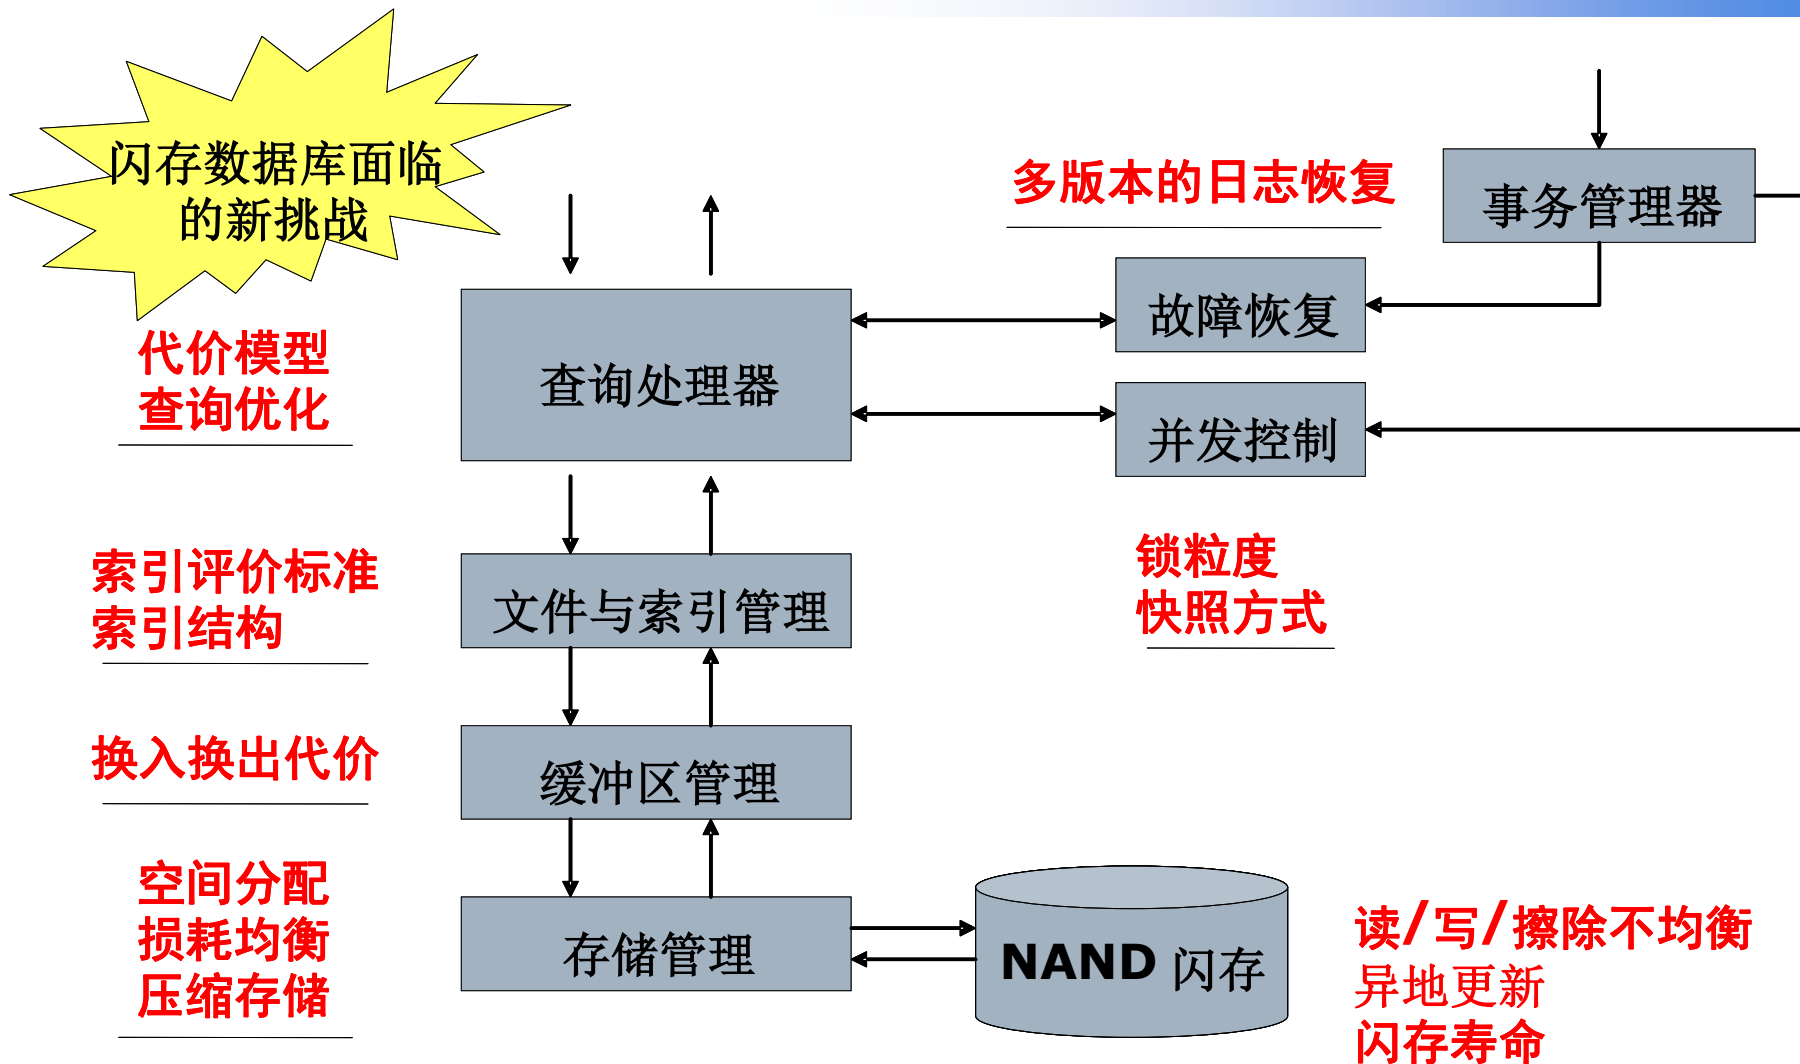 闪存数据库面临
的新挑战
多版本的日志恢复
事务管理器
故障恢复
代价模型
查询优化
查询处理器
并发控制
索引评价标准
索引结构
文件与索引管理
锁粒度
快照方式
换入换出代价
缓冲区管理
空间分配
损耗均衡
压缩存储
存储管理
NAND 闪存
读/写/擦除不均衡
异地更新
闪存寿命